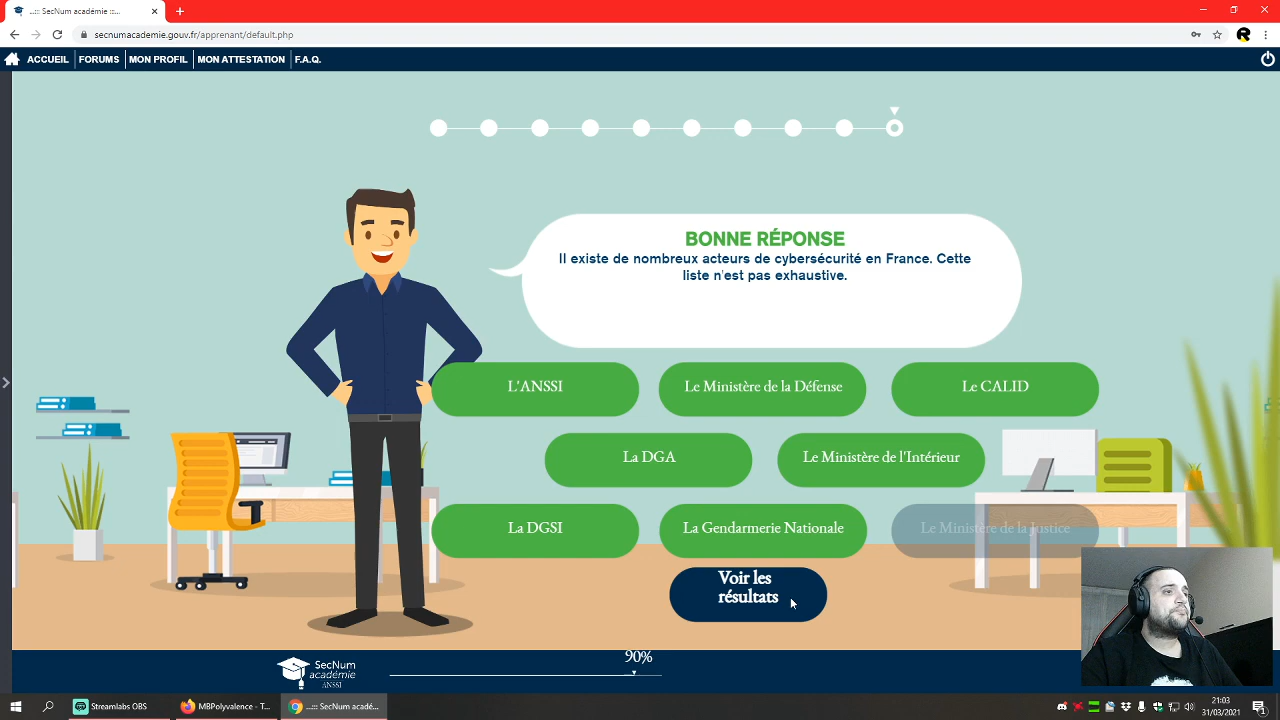 ..:: SecNum académie ::...
secnumacademie.gouv.fr/apprenant/default.php
ACCUEIL FORUMS MON PROFIL MON ATTESTATION F.A.Q.
BONNE RÉPONSE
Il existe de nombreux acteurs de cybersécurité en France. Cette
liste n'est pas exhaustive.
L'ANSSI Le Ministère de la Défense Le CALID
La DGA Le Ministère de l'Intérieur
La DGSI La Gendarmerie Nationale Le Ministère de la Justice
Voir les
résultats
90%
SecNum
académie
ANSSI
Streamlabs OBS MBPolyvalence - T... ..:: SecNum acadé...
21:03
31/03/2021